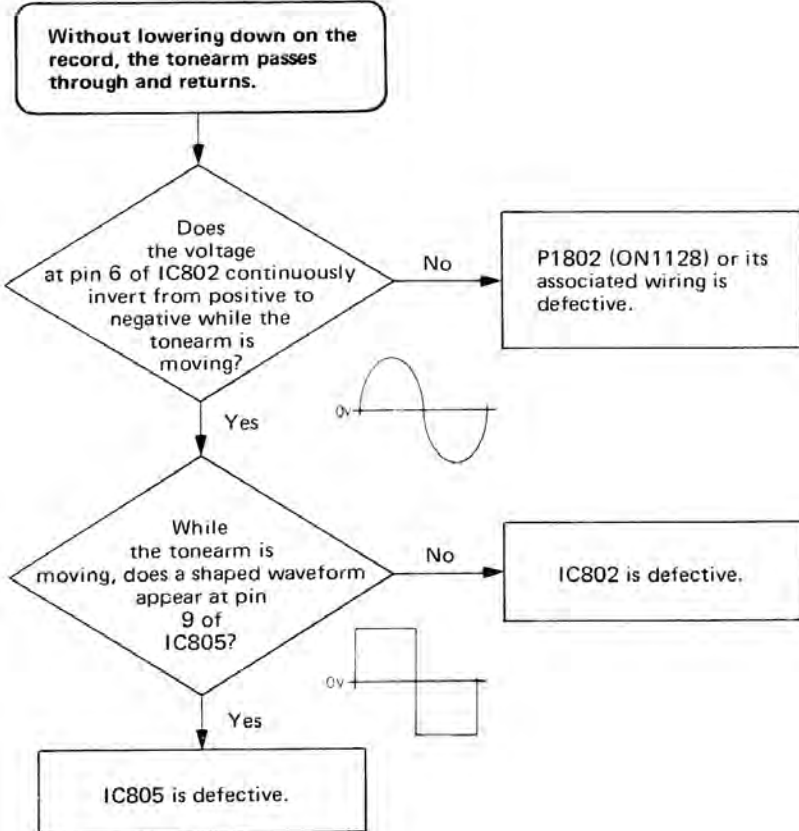 Without lowering down on the
record, the tonearm passes
through and returns.
Does
the voltage
at pin 6 of IC802 continuously
invert from positive to
negative while the
tonearm is
moving?
No
P1802 (ON1128) or its
associated wiring is
defective.
0v
Yes
While
the tonearm is
moving, does a shaped waveform
appear at pin
9 of
IC805?
No
IC802 is defective.
0v
Yes
IC805 is defective.